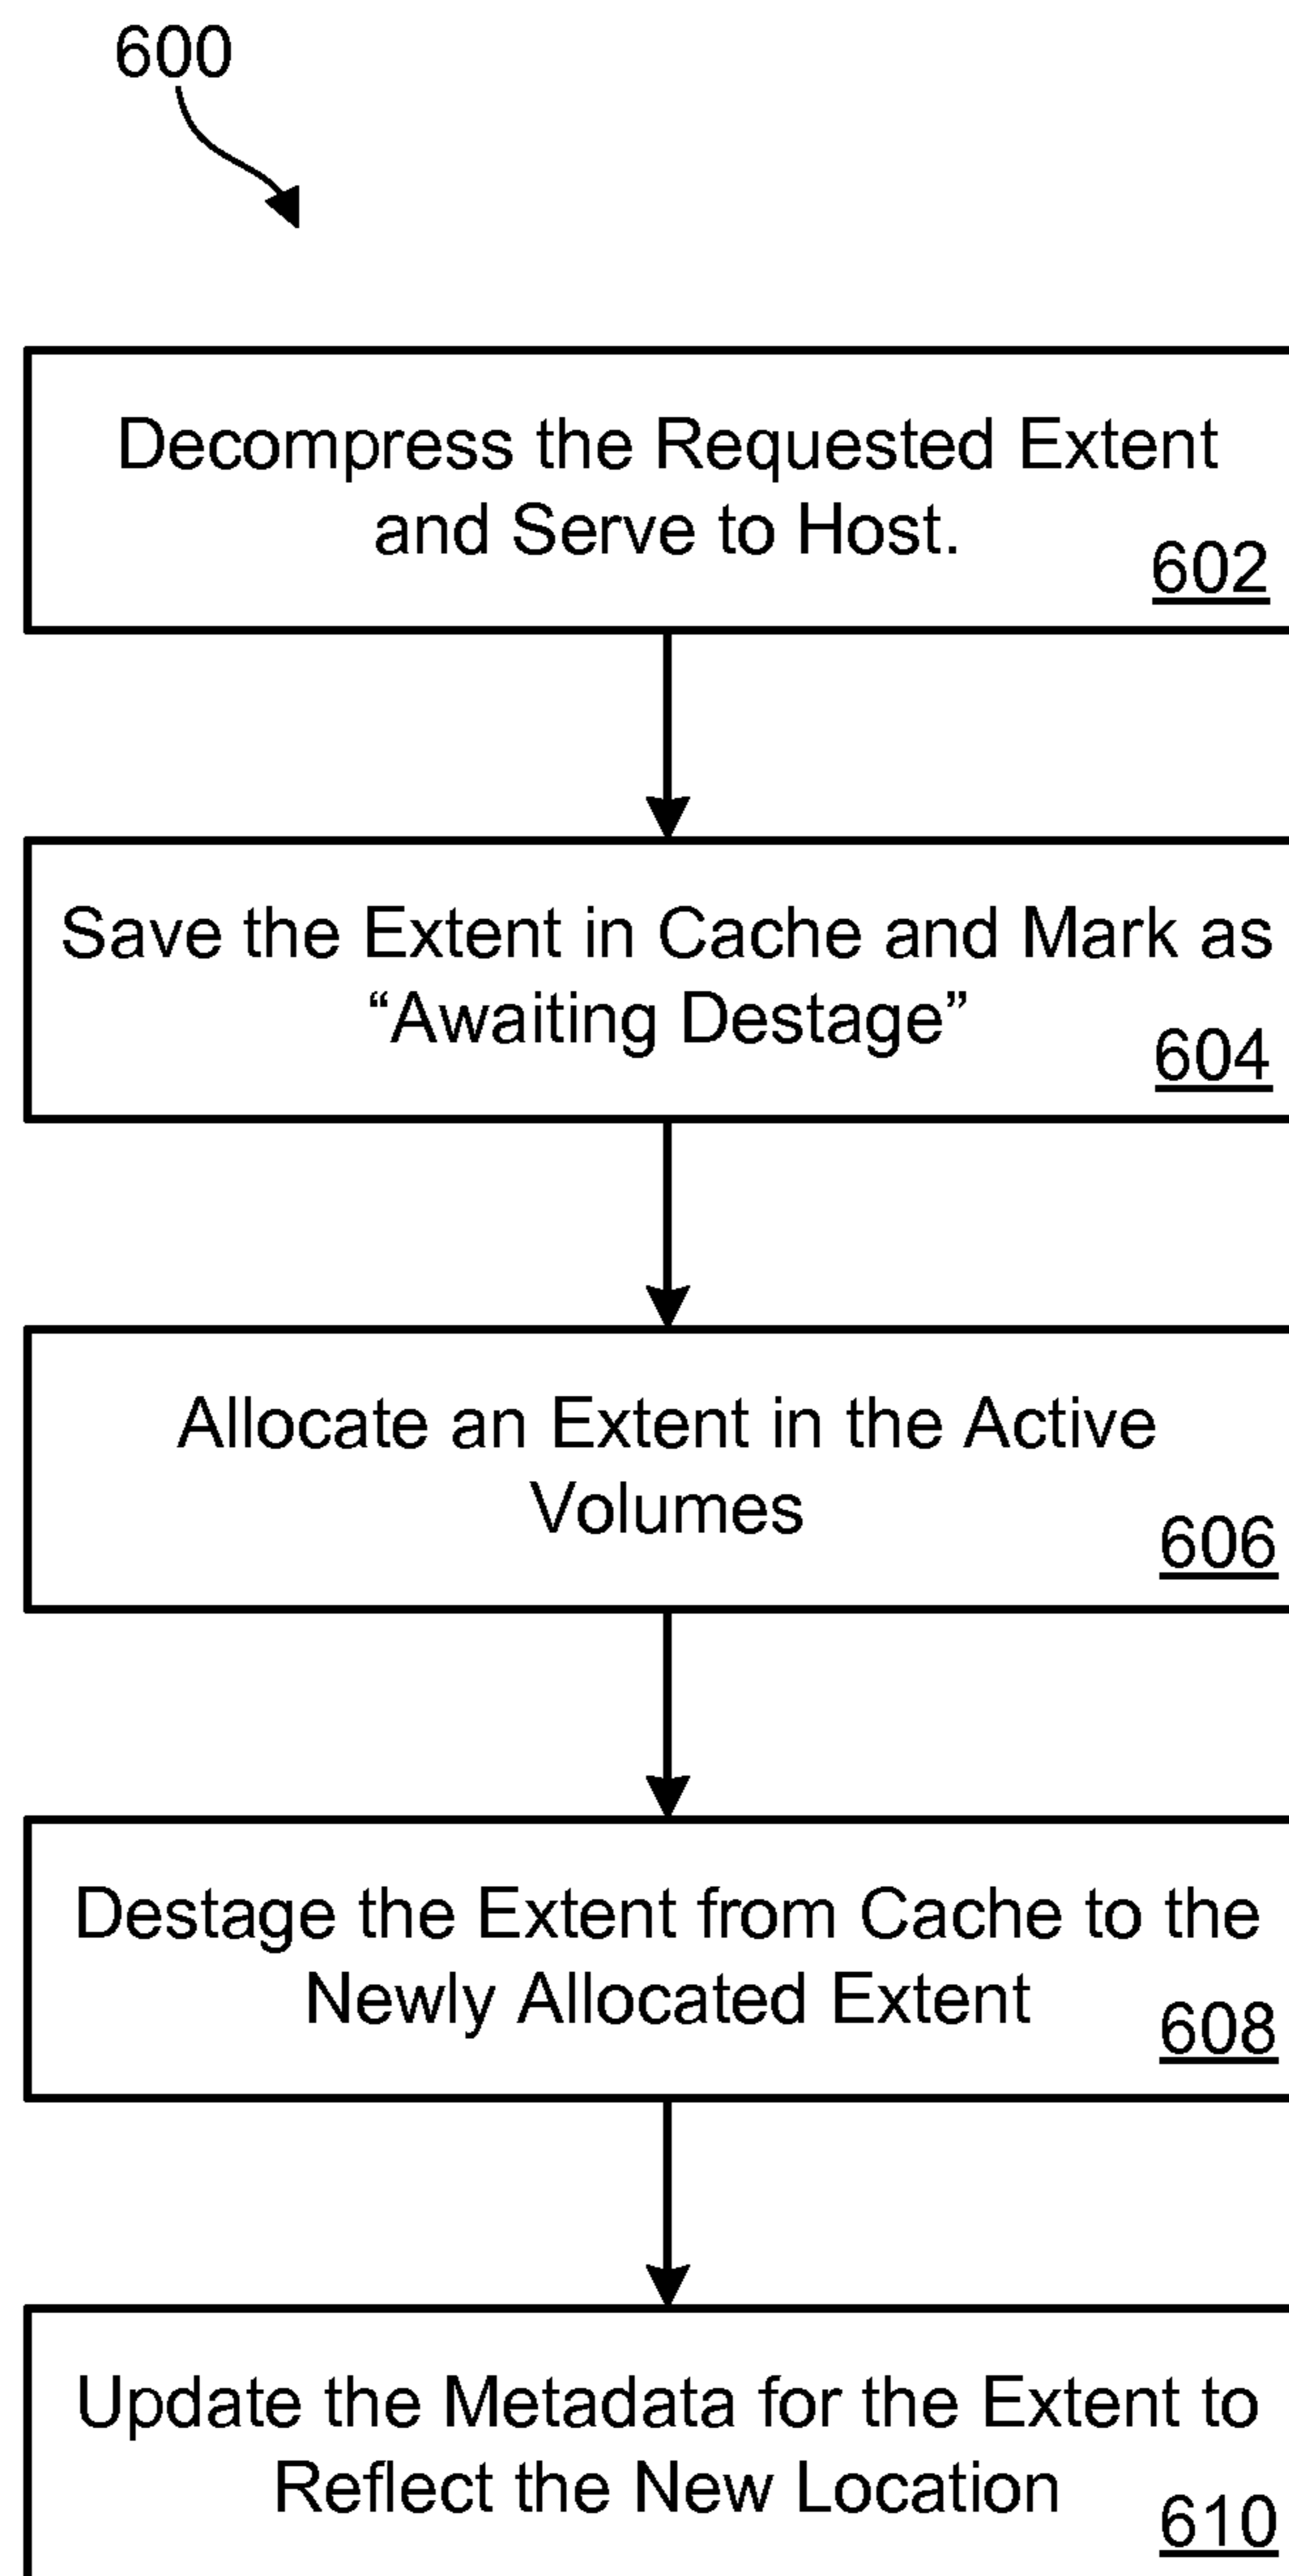 600
Decompress the Requested Extent
and Serve to Host.
602
Save the Extent in Cache and Mark as
“Awaiting Destage”
604
Allocate an Extent in the Active
Volumes
606
Destage the Extent from Cache to the
Newly Allocated Extent
608
Update the Metadata for the Extent to
Reflect the New Location
610